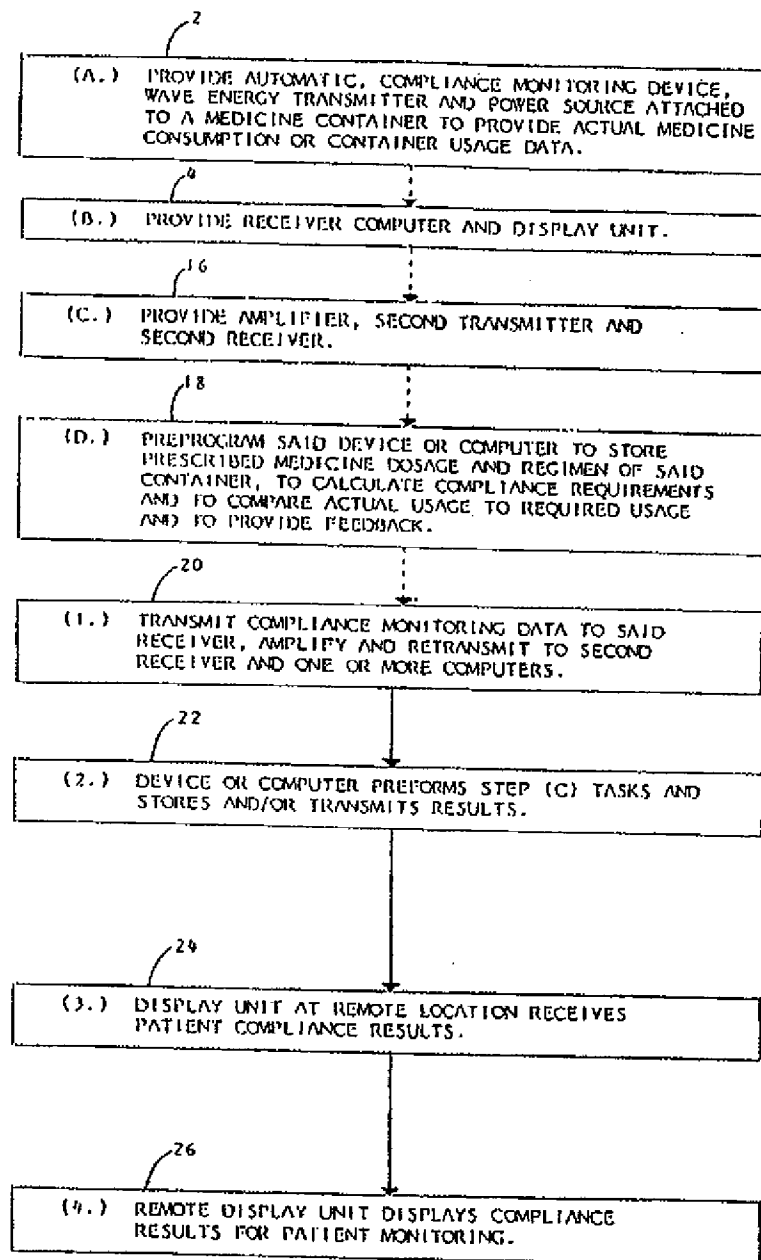 2
(A.) PROVIDE AUTOMATIC, COMPLIANCE MONITORING DEVICE,
WAVE ENERGY TRANSMITTER AND POWER SOURCE ATTACHED
TO A MEDICINE CONTAINER TO PROVIDE ACTUAL MEDICINE
CONSUMPTION OR CONTAINER USAGE DATA.
4
(B.) PROVIDE RECEIVER COMPUTER AND DISPLAY UNIT.
16
(C.) PROVIDE AMPLIFIER, SECOND TRANSMITTER AND
SECOND RECEIVER.
18
(D.) PREPROGRAM SAID DEVICE OR COMPUTER TO STORE
PRESCRIBED MEDICINE DOSAGE AND REGIMEN OF SAID
CONTAINER, TO CALCULATE COMPLIANCE REQUIREMENTS
AND TO COMPARE ACTUAL USAGE TO REQUIRED USAGE
AND TO PROVIDE FEEDBACK.
20
(1.) TRANSMIT COMPLIANCE MONITORING DATA TO SAID
RECEIVER, AMPLIFY AND RETRANSMIT TO SECOND
RECEIVER AND ONE OR MORE COMPUTERS.
22
(2.) DEVICE OR COMPUTER PREFORMS STEP (C) TASKS AND
STORES AND/OR TRANSMITS RESULTS.
24
(3.) DISPLAY UNIT AT REMOTE LOCATION RECEIVES
PATIENT COMPLIANCE RESULTS.
26
(4.) REMOTE DISPLAY UNIT DISPLAYS COMPLIANCE
RESULTS FOR PATIENT MONITORING.